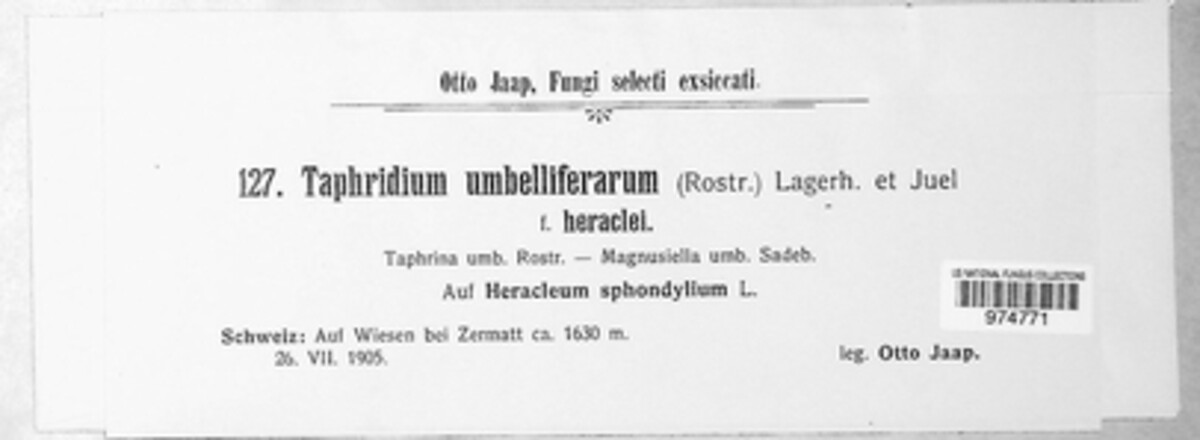 Otto Jaap, Fungi selecti exsiccati.
127. Taphridium umbelliferarum (Rostr.) Lagerh. et Juel
f. heraclei.
Taphrina umb. Rostr. — Magnusiella umb. Sadeb.
Auf Heracleum sphondylium L.
Schweiz: Auf Wiesen bei Zermatt ca. 1630 m.
26. VII. 1905.
leg. Otto Jaap.
US NATIONAL FUNGUS COLLECTIONS
974771